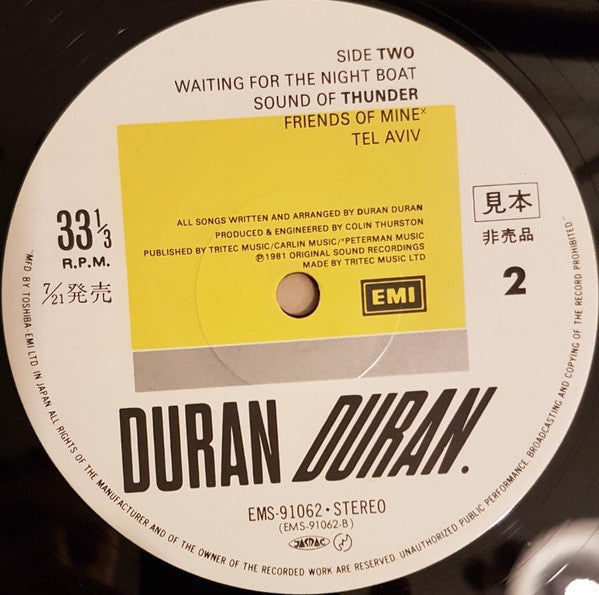 SIDE TWO
WAITING FOR THE NIGHT BOAT
SOUND OF THUNDER
FRIENDS OF MINE×
TEL AVIV
ALL SONGS WRITTEN AND ARRANGED BY DURAN DURAN
PRODUCED & ENGINEERED BY COLIN THURSTON
PUBLISHED BY TRITEC MUSIC/CARLIN MUSIC/*PETERMAN MUSIC
℗ 1981 ORIGINAL SOUND RECORDINGS
MADE BY TRITEC MUSIC LTD
33 1/3
R.P.M.
7/21発売
見本
非売品
2
EMI
DURAN DURAN.
EMS-91062・STEREO
(EMS-91062-B)
JASRAC
"MF'D BY TOSHIBA-EMI LTD. IN JAPAN ALL RIGHTS OF THE MANUFACTURER AND OF THE OWNER OF THE RECORDED WORK ARE RESERVED. UNAUTHORIZED PUBLIC PERFORMANCE, BROADCASTING AND COPYING OF THE RECORD PROHIBITED"